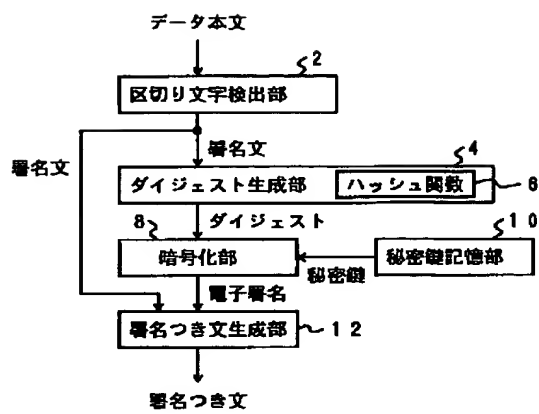 データ本文
2
区切り文字検出部
署名文
署名文
4
ダイジェスト生成部
ハッシュ関数
6
ダイジェスト
8
10
暗号化部
秘密鍵
秘密鍵記憶部
電子署名
署名つき文生成部
12
署名つき文